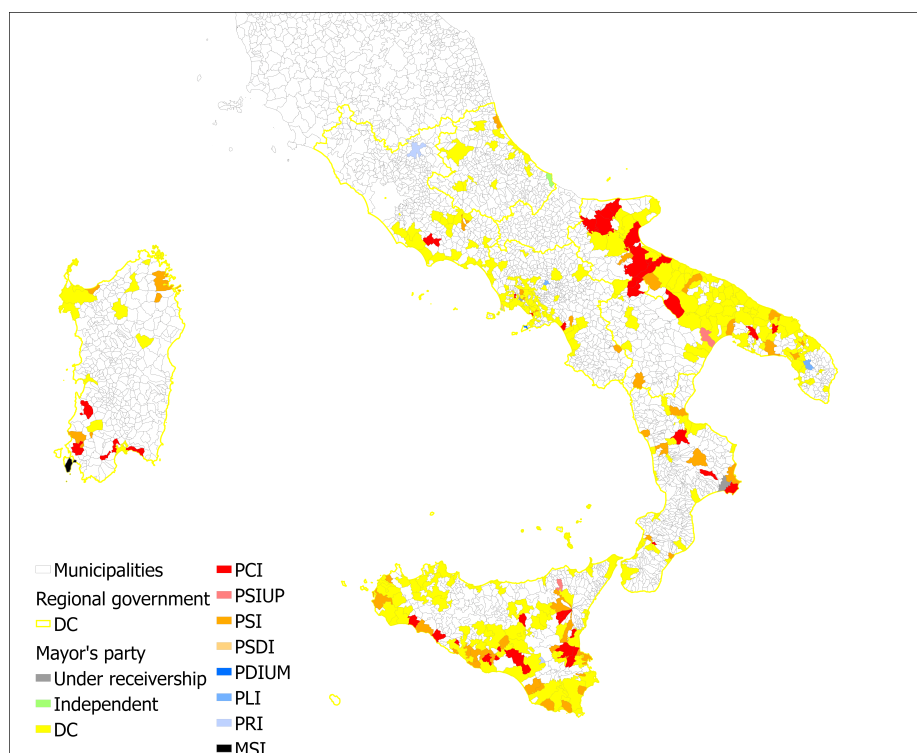 Municipalities
Regional government
DC
Mayor's party
Under receivership
Independent
DC
PCI
PSIUP
PSI
PSDI
PDIUM
PLI
PRI
MSI